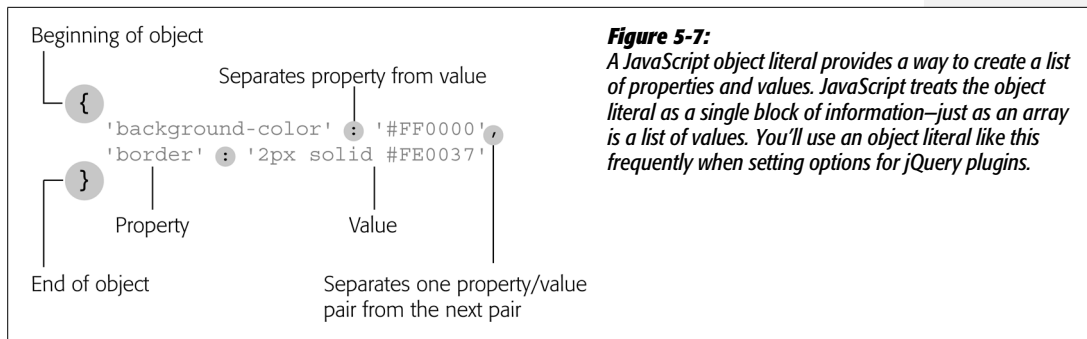 Beginning of object
Separates property from value
{
'background-color' : '#FF0000',
'border' : '2px solid #FE0037'
}
Property
Value
End of object
Separates one property/value
pair from the next pair
Figure 5-7:
A JavaScript object literal provides a way to create a list
of properties and values. JavaScript treats the object
literal as a single block of information—just as an array
is a list of values. You'll use an object literal like this
frequently when setting options for jQuery plugins.